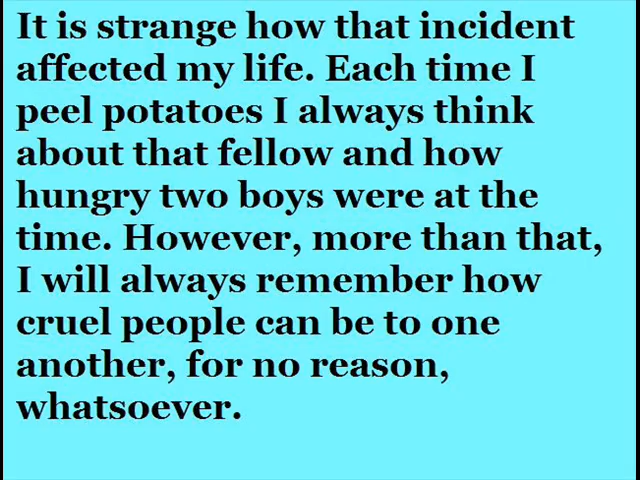 It is strange how that incident
affected my life. Each time I
peel potatoes I always think
about that fellow and how
hungry two boys were at the
time. However, more than that,
I will always remember how
cruel people can be to one
another, for no reason,
whatsoever.